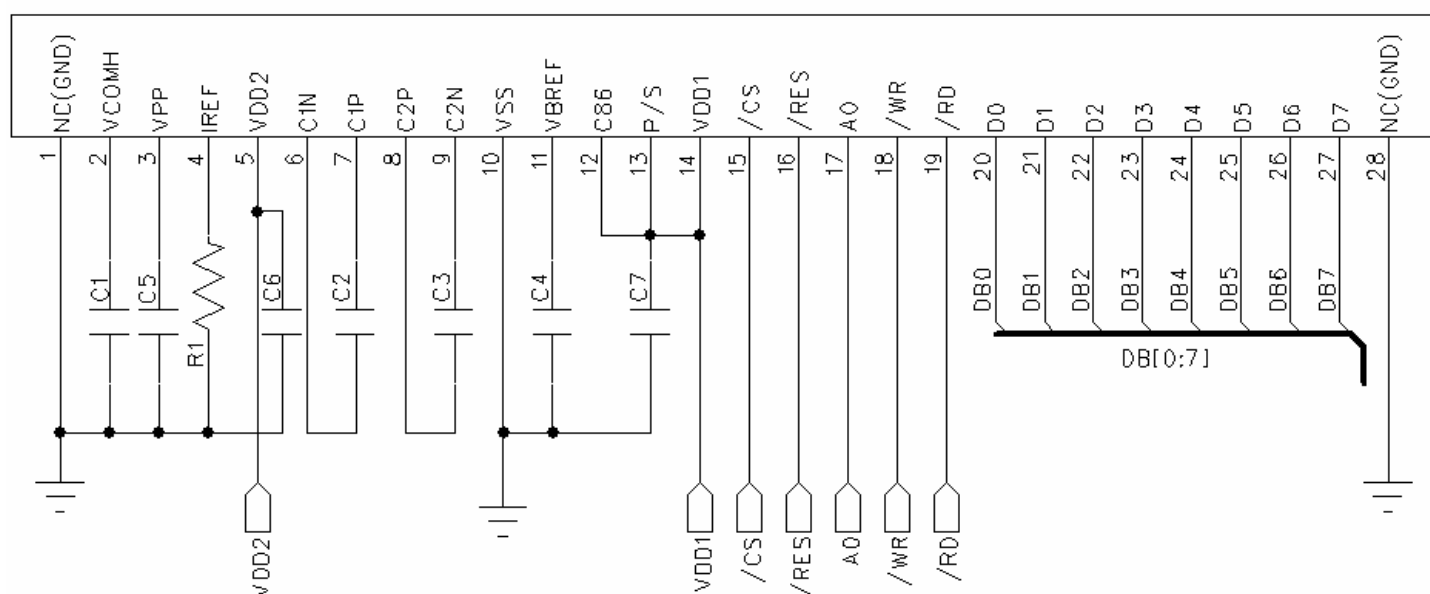 NC(GND)
VCOMH
VPP
IREF
VDD2
C1N
C1P
C2P
C2N
VSS
VBREF
C86
P/S
VDD1
/CS
/RES
A0
/WR
/RD
D0
D1
D2
D3
D4
D5
D6
D7
NC(GND)
1
2
3
4
5
6
7
8
9
10
11
12
13
14
15
16
17
18
19
20
21
22
23
24
25
26
27
28
C1
C5
R1
C6
C2
C3
C4
C7
DB0
DB1
DB2
DB3
DB4
DB5
DB6
DB7
DB[0:7]
VDD2
VDD1
/CS
/RES
A0
/WR
/RD